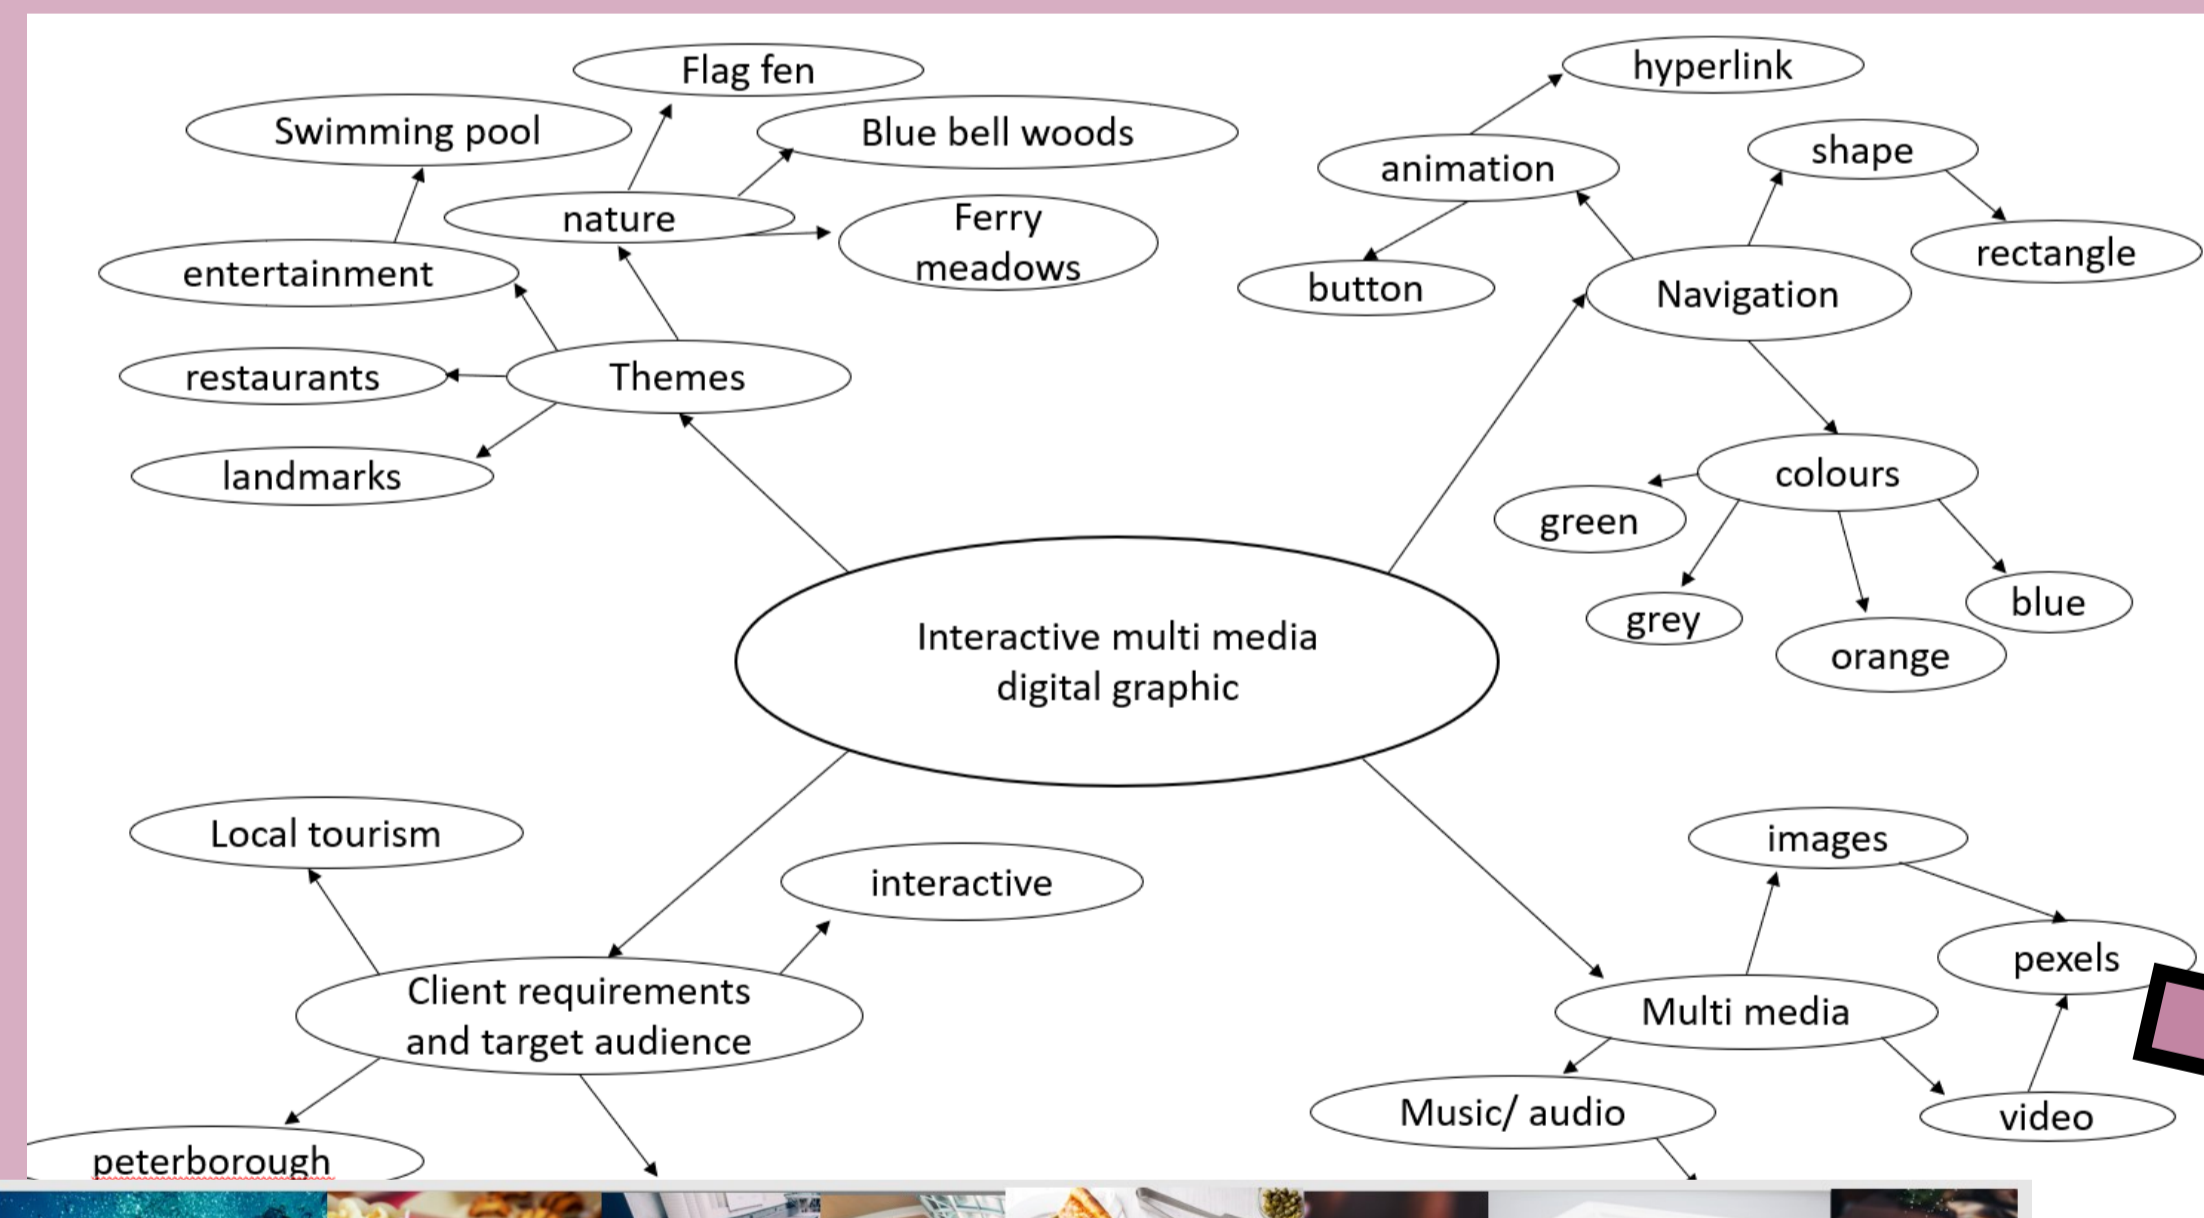 Flag fen
Swimming pool
Blue bell woods
nature
Ferry
meadows
entertainment
Themes
restaurants
landmarks
hyperlink
shape
animation
rectangle
button
Navigation
colours
green
grey
orange
blue
Interactive multi media
digital graphic
Local tourism
interactive
Client requirements
and target audience
peterborough
images
pexels
Multi media
Music/ audio
video